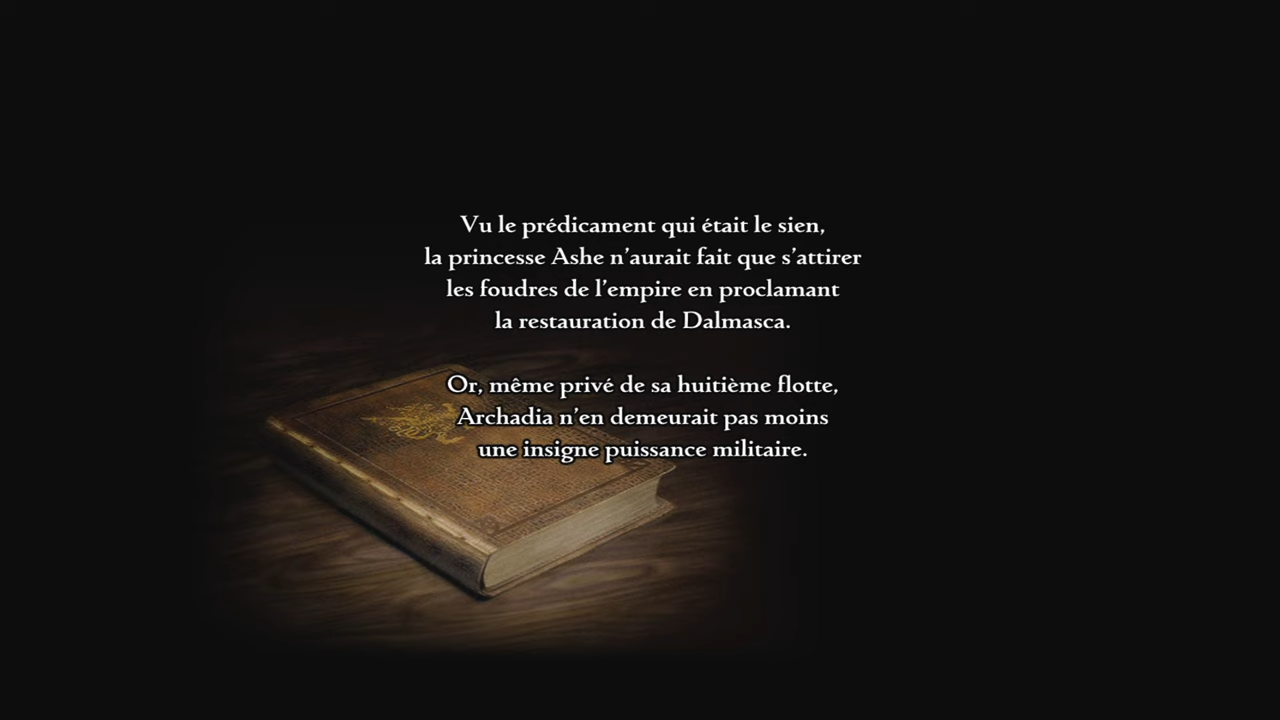 Vu le prédicament qui était le sien,
la princesse Ashe n'aurait fait que s'attirer
les foudres de l'empire en proclamant
la restauration de Dalmasca.
Or, même privé de sa huitième flotte,
Archadia n'en demeurait pas moins
une insigne puissance militaire.